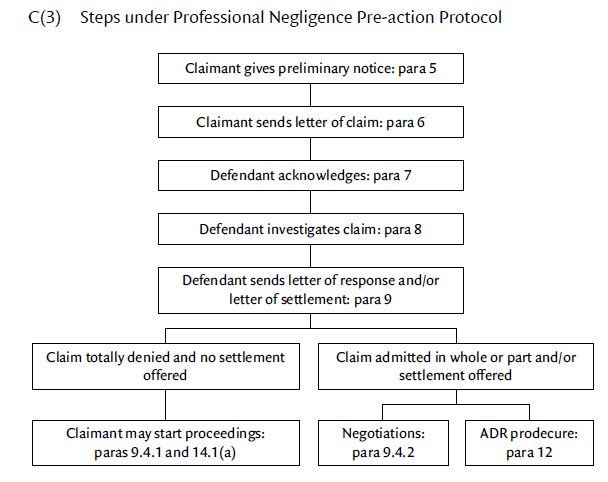 C(3) Steps under Professional Negligence Pre-action Protocol
Claimant gives preliminary notice: para 5
Claimant sends letter of claim: para 6
Defendant acknowledges: para 7
Defendant investigates claim: para 8
Defendant sends letter of response and/or
letter of settlement: para 9
Claim totally denied and no settlement
offered
Claim admitted in whole or part and/or
settlement offered
Claimant may start proceedings:
paras 9.4.1 and 14.1(a)
Negotiations:
para 9.4.2
ADR prodecure:
para 12